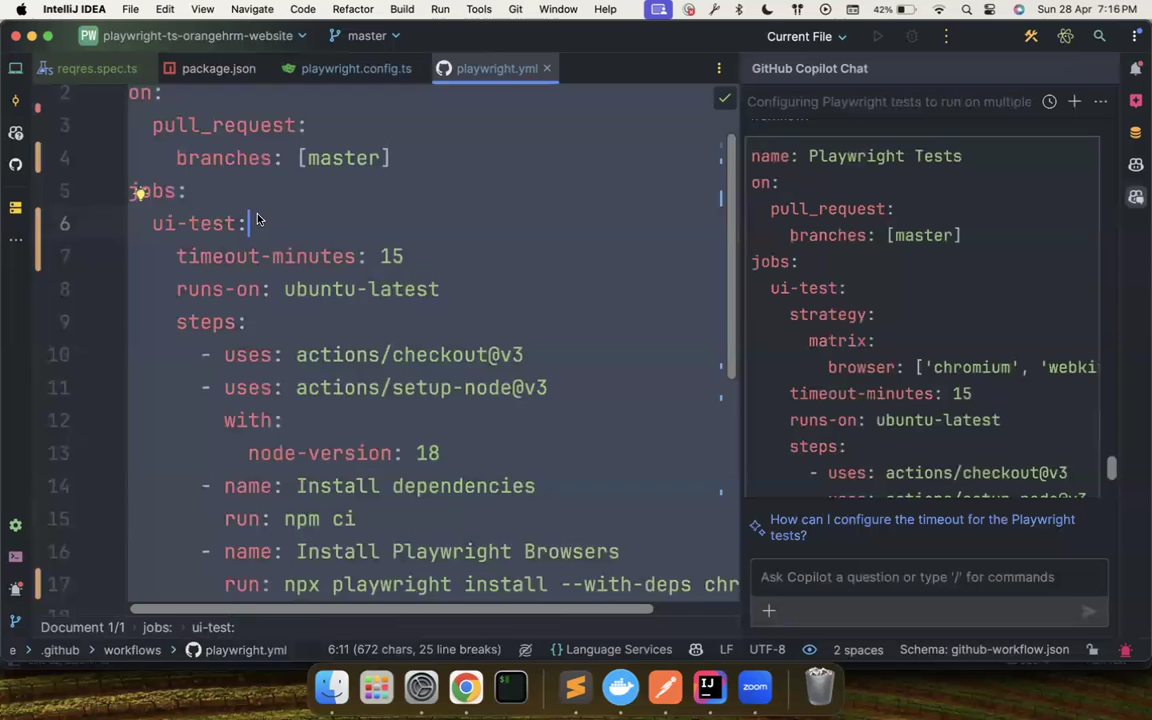 IntelliJ IDEA File Edit View Navigate Code Refactor Build Run Tools Git Window Help 42% Sun 28 Apr 7:16 PM
PW playwright-ts-orangehrm-website master Current File
reqres.spec.ts package.json playwright.config.ts playwright.yml
2 on:
3 pull_request:
4 branches: [master]
5 jobs:
6 ui-test:
7 timeout-minutes: 15
8 runs-on: ubuntu-latest
9 steps:
10 - uses: actions/checkout@v3
11 - uses: actions/setup-node@v3
12 with:
13 node-version: 18
14 - name: Install dependencies
15 run: npm ci
16 - name: Install Playwright Browsers
17 run: npx playwright install --with-deps chr
GitHub Copilot Chat
Configuring Playwright tests to run on multiple
name: Playwright Tests
on:
pull_request:
branches: [master]
jobs:
ui-test:
strategy:
matrix:
browser: ['chromium', 'webki
timeout-minutes: 15
runs-on: ubuntu-latest
steps:
- uses: actions/checkout@v3
How can I configure the timeout for the Playwright
tests?
Ask Copilot a question or type '/' for commands
Document 1/1 jobs: ui-test:
e .github workflows playwright.yml 6:11 (672 chars, 25 line breaks) Language Services LF UTF-8 2 spaces Schema: github-workflow.json
zoom